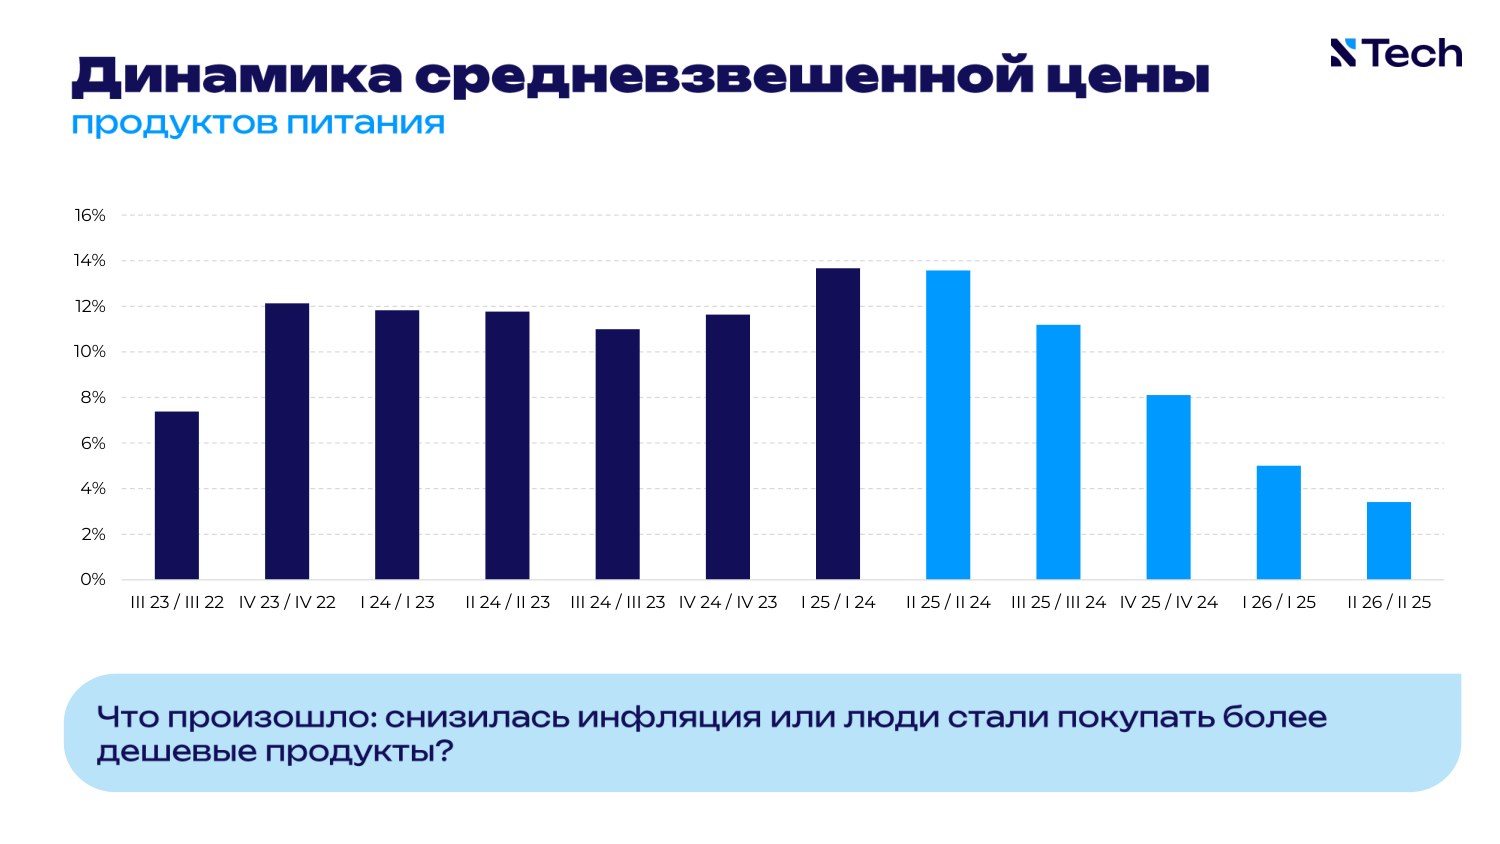 Динамика средневзвешенной цены
продуктов питания
Tech
16%
14%
12%
10%
8%
6%
4%
2%
0%
III 23 / III 22 IV 23 / IV 22 I 24 / I 23 II 24 / II 23 III 24 / III 23 IV 24 / IV 23 I 25 / I 24 II 25 / II 24 III 25 / III 24 IV 25 / IV 24 I 26 / I 25 II 26 / II 25
Что произошло: снизилась инфляция или люди стали покупать более
дешевые продукты?